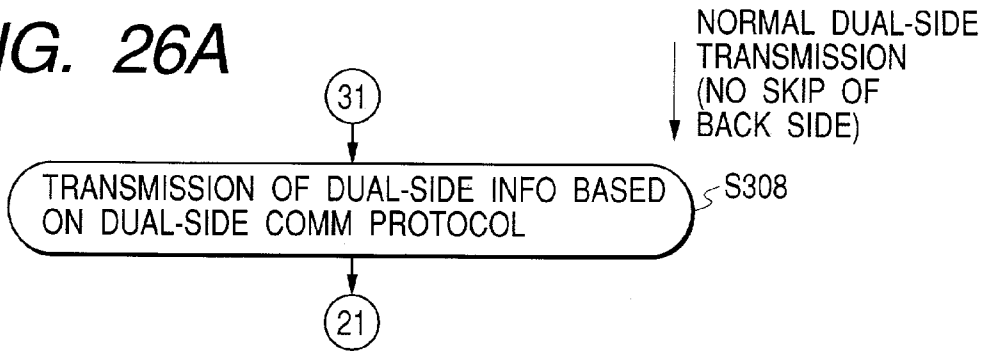 IG. 26A
NORMAL DUAL-SIDE
TRANSMISSION
(NO SKIP OF
BACK SIDE)
31
TRANSMISSION OF DUAL-SIDE INFO BASED
ON DUAL-SIDE COMM PROTOCOL
S308
21